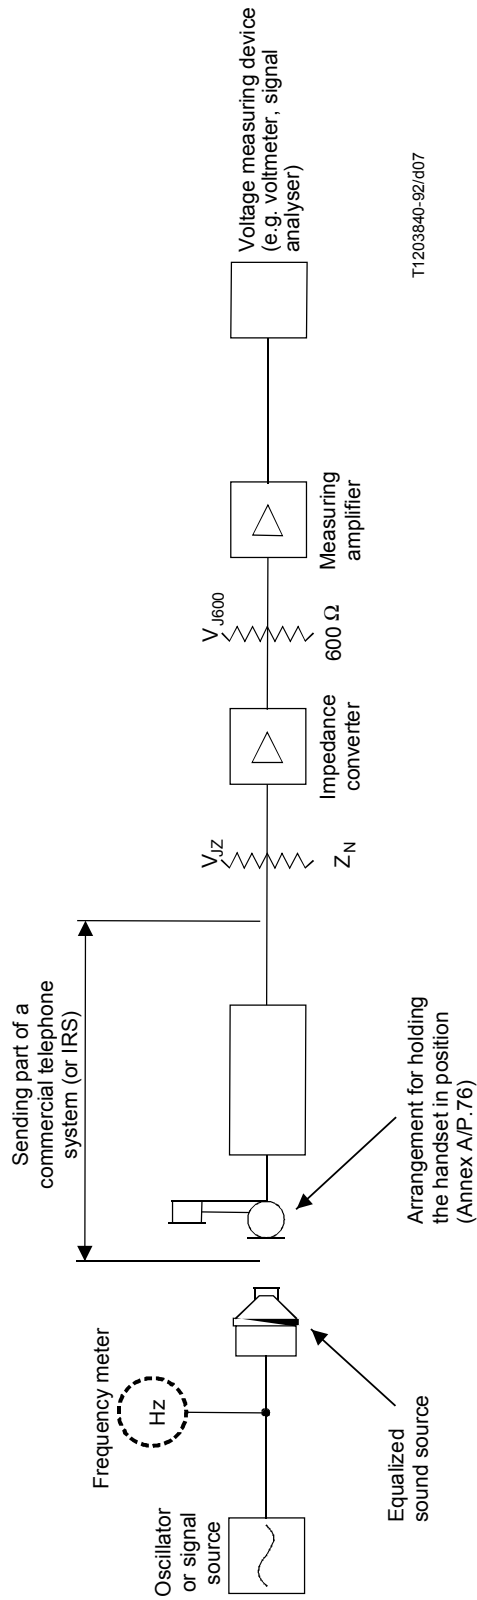 Oscillator
or signal
source
Frequency meter
Hz
Equalized
sound source
Sending part of a
commercial telephone
system (or IRS)
Arrangement for holding
the handset in position
(Annex A/P.76)
V_JZ
Z_N
Impedance
converter
V_J600
600 Ω
Measuring
amplifier
Voltage measuring device
(e.g. voltmeter, signal
analyser)
T1203840-92/d07